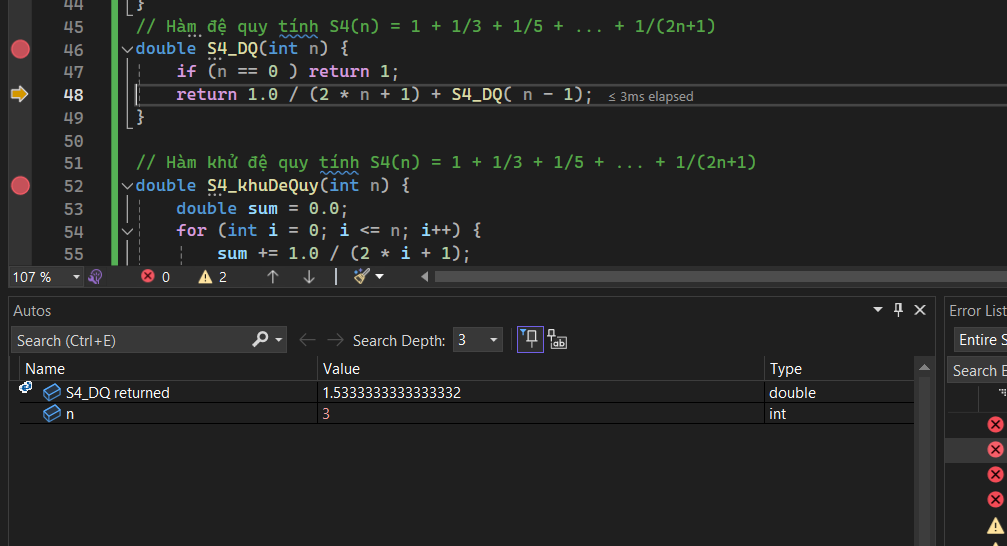 44 }
45 // Hàm đệ quy tính S4(n) = 1 + 1/3 + 1/5 + ... + 1/(2n+1)
46 double S4_DQ(int n) {
47 if (n == 0 ) return 1;
48 return 1.0 / (2 * n + 1) + S4_DQ( n - 1); ≤ 3ms elapsed
49 }
50
51 // Hàm khử đệ quy tính S4(n) = 1 + 1/3 + 1/5 + ... + 1/(2n+1)
52 double S4_khuDeQuy(int n) {
53 double sum = 0.0;
54 for (int i = 0; i <= n; i++) {
55 sum += 1.0 / (2 * i + 1);
107 % 0 2
Autos
Search (Ctrl+E) Search Depth: 3
Name Value Type
S4_DQ returned 1.5333333333333332 double
n 3 int
Error List
Entire S
Search E